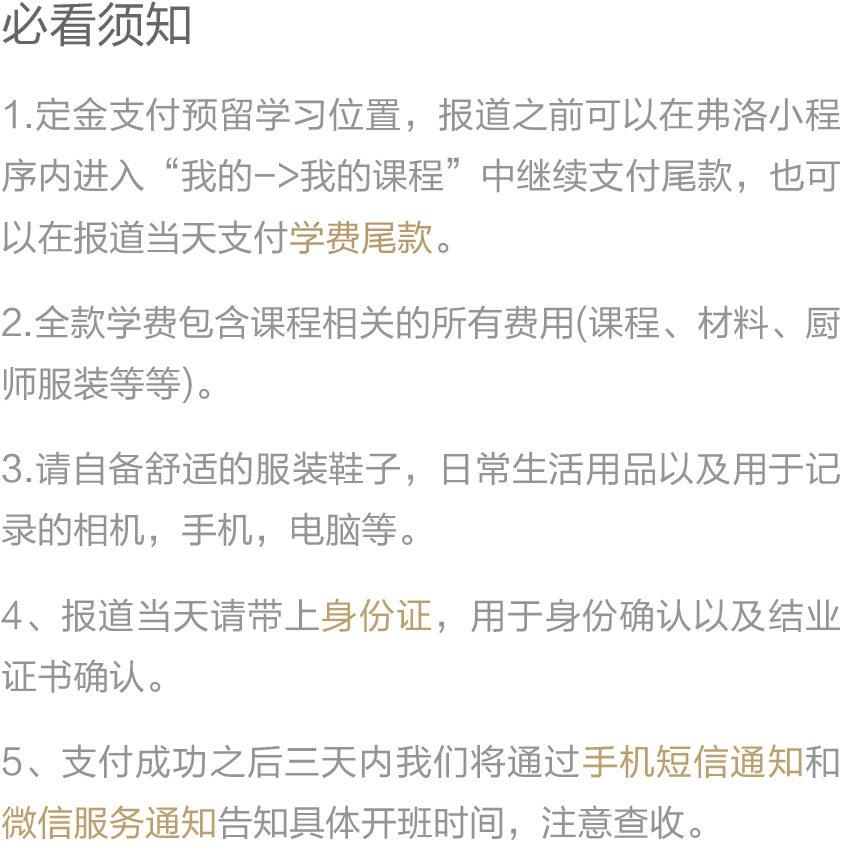 必看须知
1.定金支付预留学习位置，报道之前可以在弗洛小程
序内进入“我的->我的课程”中继续支付尾款，也可
以在报道当天支付学费尾款。
2.全款学费包含课程相关的所有费用(课程、材料、厨
师服装等等)。
3.请自备舒适的服装鞋子，日常生活用品以及用于记
录的相机，手机，电脑等。
4、报道当天请带上身份证，用于身份确认以及结业
证书确认。
5、支付成功之后三天内我们将通过手机短信通知和
微信服务通知告知具体开班时间，注意查收。